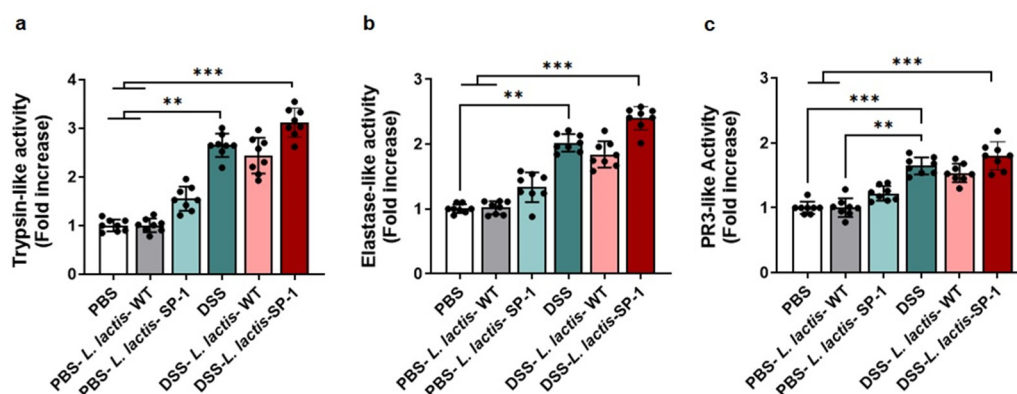 a
Trypsin-like activity
(Fold increase)
4
3
2
1
0
***
**
PBS
PBS- L. lactis- WT
PBS- L. lactis- SP-1
DSS
DSS- L. lactis- WT
DSS-L. lactis-SP-1
b
Elastase-like activity
(Fold increase)
3
2
1
0
***
**
PBS
PBS- L. lactis- WT
PBS- L. lactis- SP-1
DSS
DSS- L. lactis- WT
DSS-L. lactis-SP-1
c
PR3-like Activity
(Fold increase)
3
2
1
0
***
***
**
PBS
PBS- L. lactis- WT
PBS- L. lactis- SP-1
DSS
DSS- L. lactis- WT
DSS-L. lactis-SP-1